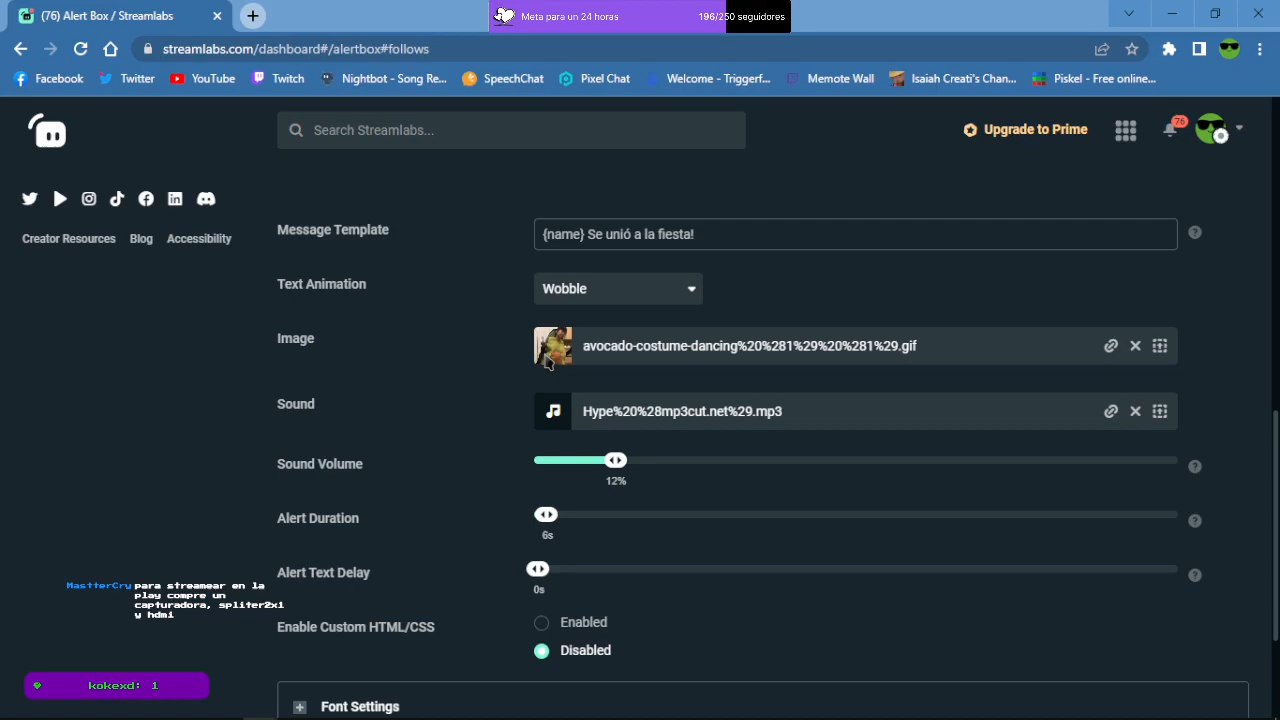 (76) Alert Box / Streamlabs
Meta para un 24 horas
196/250 seguidores
streamlabs.com/dashboard#/alertbox#follows
Facebook
Twitter
YouTube
Twitch
Nightbot - Song Re...
SpeechChat
Pixel Chat
Welcome - Triggerf...
Memote Wall
Isaiah Creati's Chan...
Piskel - Free online...
Search Streamlabs...
Upgrade to Prime
76
Creator Resources
Blog
Accessibility
Message Template
{name} Se unió a la fiesta!
Text Animation
Wobble
Image
avocado-costume-dancing%20%281%29%20%281%29.gif
Sound
Hype%20%28mp3cut.net%29.mp3
Sound Volume
12%
Alert Duration
6s
Alert Text Delay
0s
Enable Custom HTML/CSS
Enabled
Disabled
MastterCry para streamear en la
play compre un
capturadora, spliter2x1
y hdmi
kokexd: 1
Font Settings